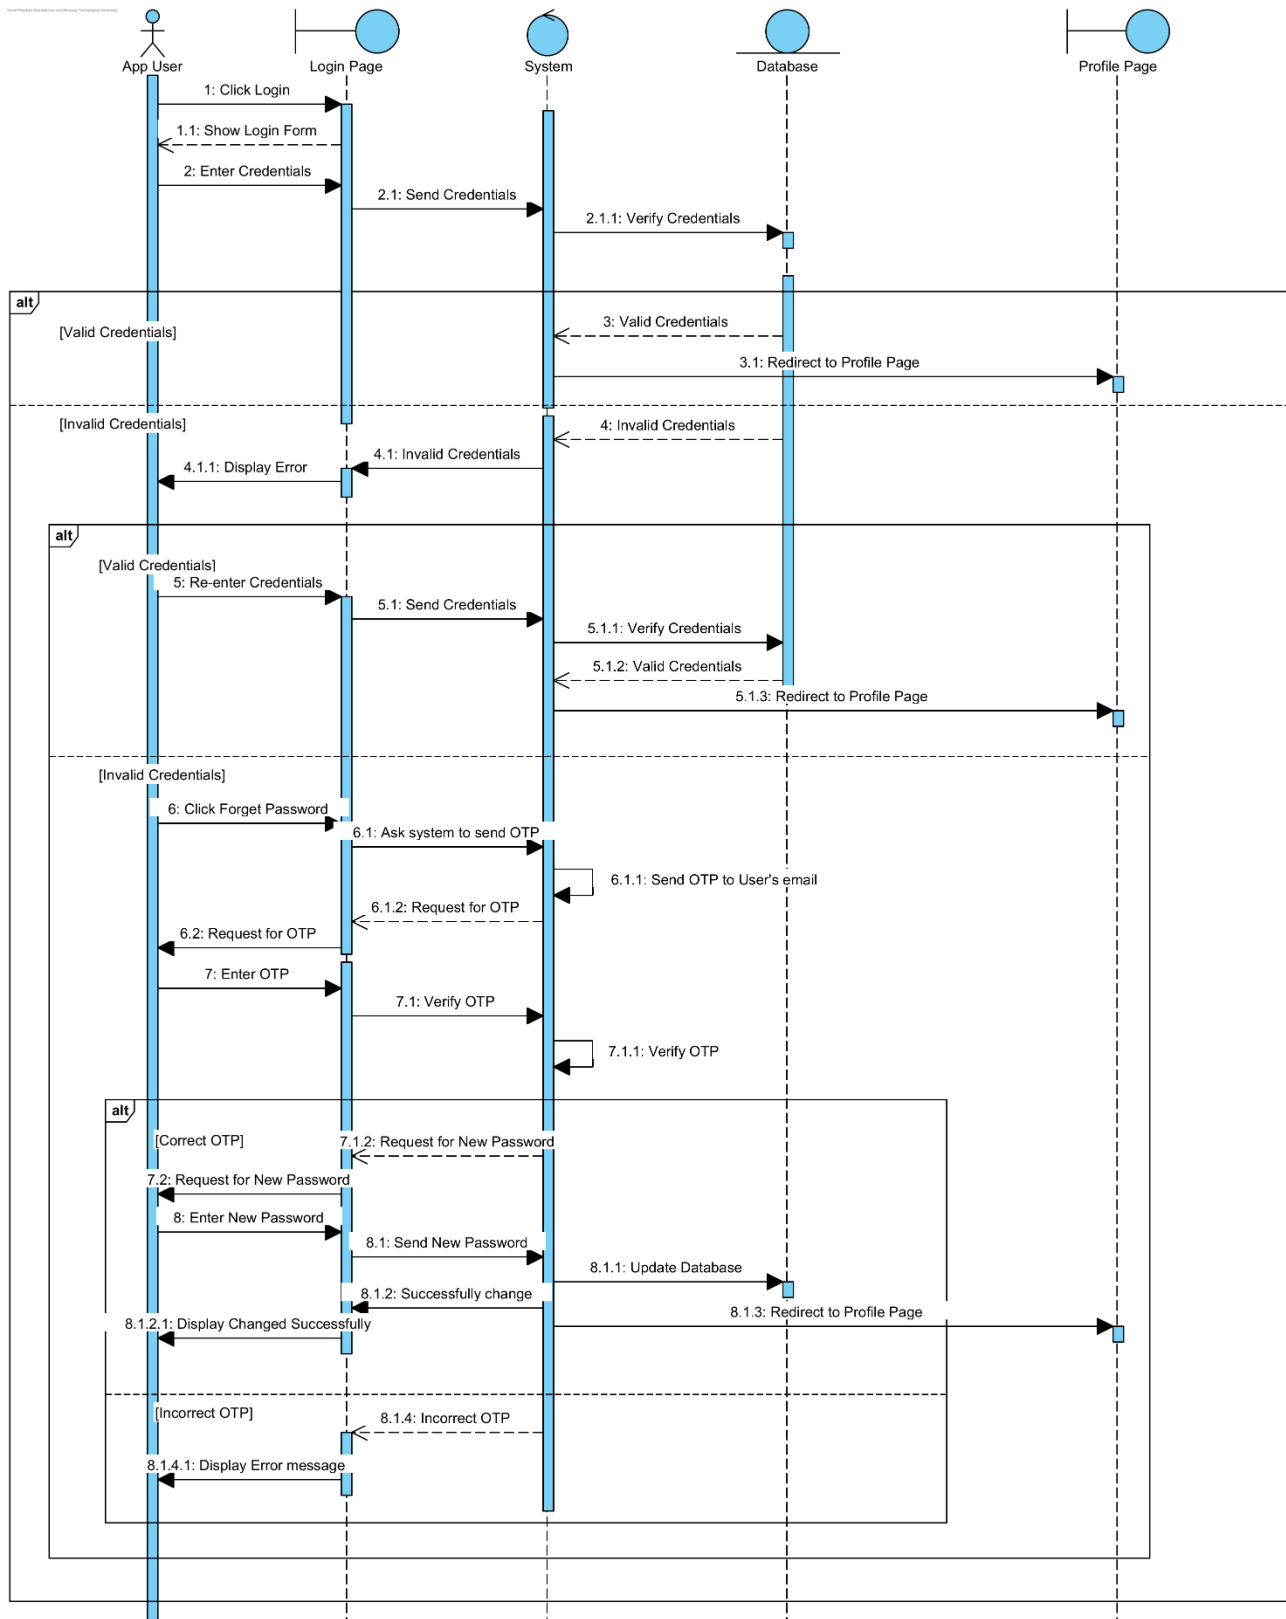 App User
Login Page
System
Database
Profile Page
1: Click Login
1.1: Show Login Form
2: Enter Credentials
2.1: Send Credentials
2.1.1: Verify Credentials
alt
[Valid Credentials]
3: Valid Credentials
3.1: Redirect to Profile Page
[Invalid Credentials]
4: Invalid Credentials
4.1: Invalid Credentials
4.1.1: Display Error
alt
[Valid Credentials]
5: Re-enter Credentials
5.1: Send Credentials
5.1.1: Verify Credentials
5.1.2: Valid Credentials
5.1.3: Redirect to Profile Page
[Invalid Credentials]
6: Click Forget Password
6.1: Ask system to send OTP
6.1.1: Send OTP to User's email
6.1.2: Request for OTP
6.2: Request for OTP
7: Enter OTP
7.1: Verify OTP
7.1.1: Verify OTP
alt
[Correct OTP]
7.1.2: Request for New Password
7.2: Request for New Password
8: Enter New Password
8.1: Send New Password
8.1.1: Update Database
8.1.2: Successfully change
8.1.3: Redirect to Profile Page
8.1.2.1: Display Changed Successfully
[Incorrect OTP]
8.1.4: Incorrect OTP
8.1.4.1: Display Error message